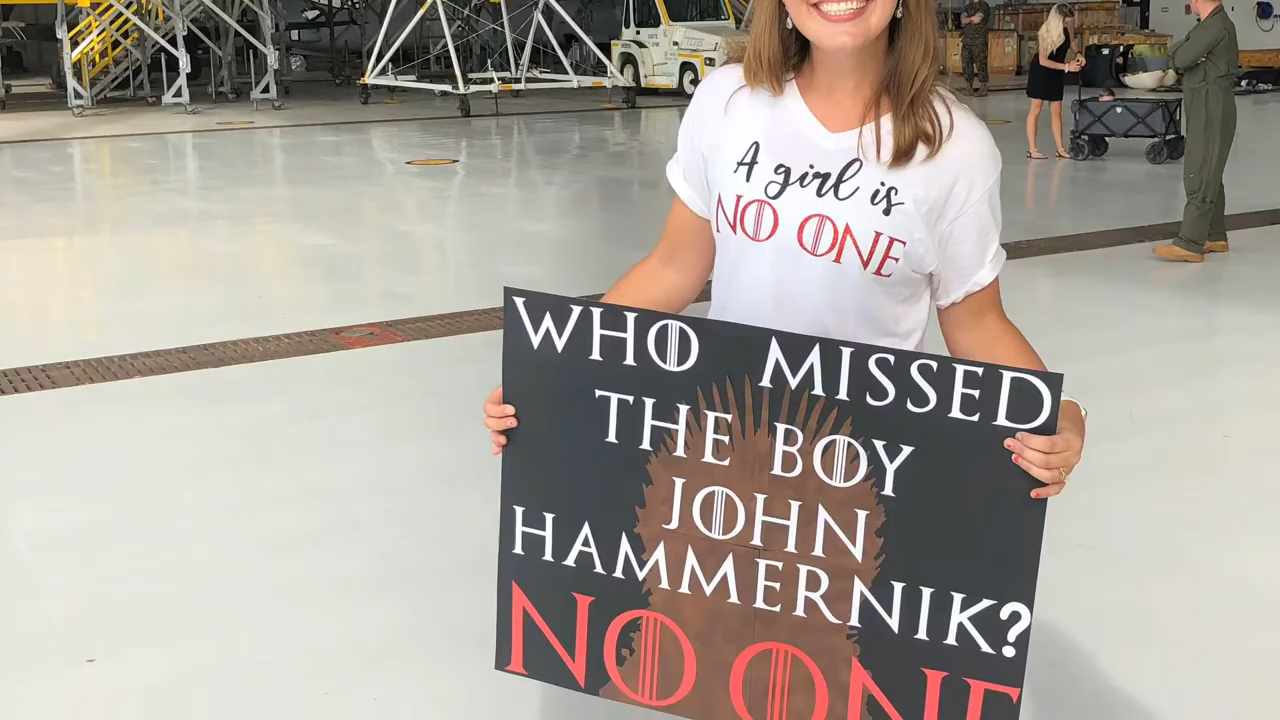 A girl is
NO ONE
WHO MISSED
THE BOY
JOHN
HAMMERNIK?
NO ONE